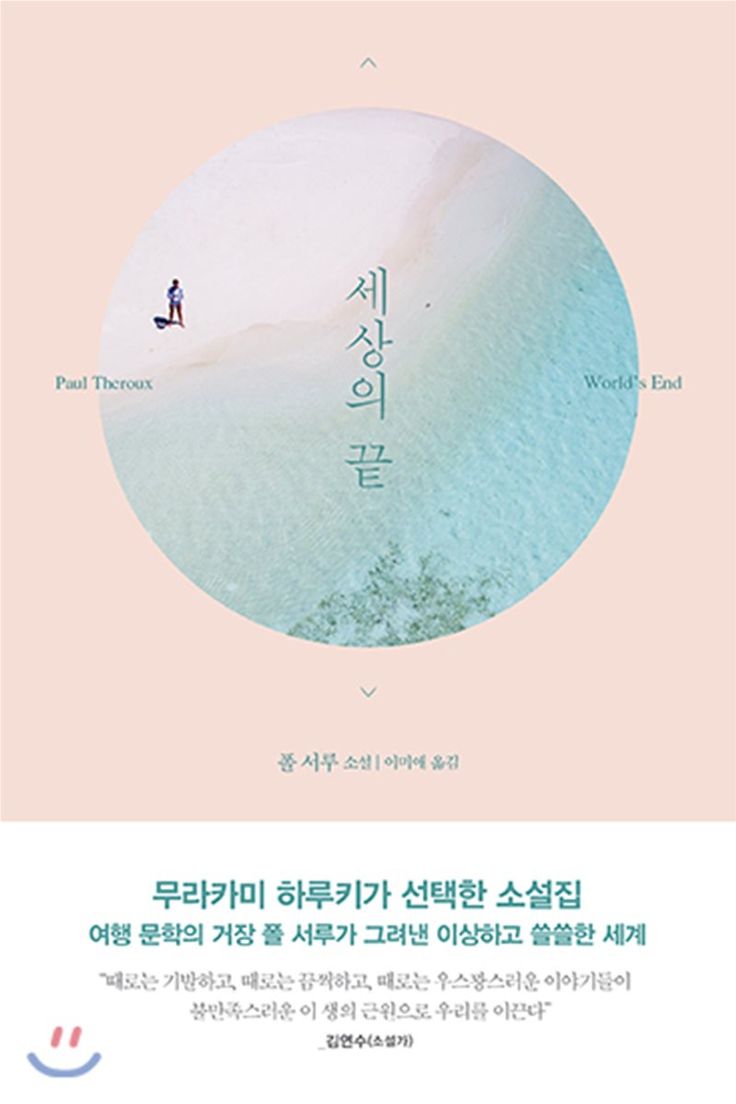 세상의 끝
Paul Theroux
World's End
폴 서루 소설 | 이미애 옮김
무라카미 하루키가 선택한 소설집
여행 문학의 거장 폴 서루가 그려낸 이상하고 쓸쓸한 세계
"때로는 기발하고, 때로는 끔찍하고, 때로는 우스꽝스러운 이야기들이
불만족스러운 이 생의 근원으로 우리를 이끈다"
_김연수(소설가)